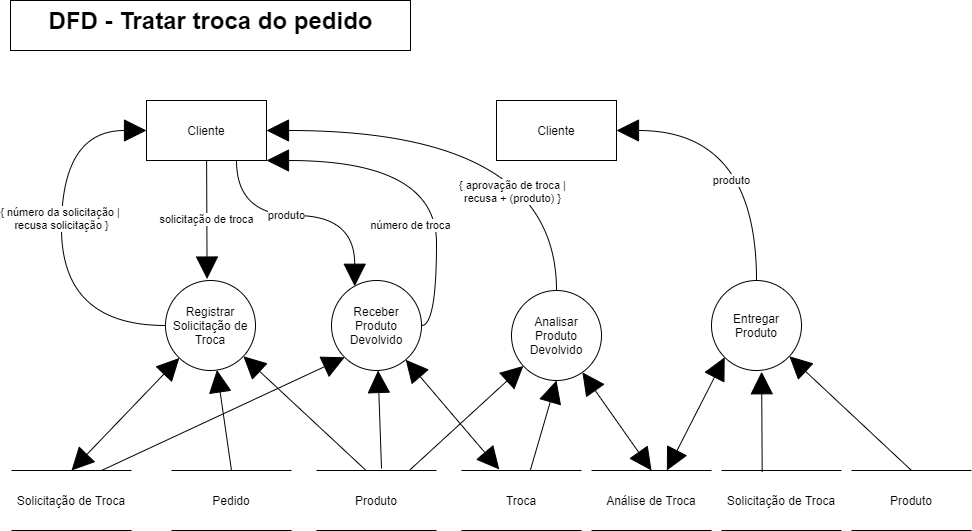 DFD - Tratar troca do pedido
Cliente
Cliente
{ número da solicitação |
recusa solicitação }
solicitação de troca
produto
número de troca
{ aprovação de troca |
recusa + (produto) }
produto
Registrar
Solicitação de
Troca
Receber
Produto
Devolvido
Analisar
Produto
Devolvido
Entregar
Produto
Solicitação de Troca
Pedido
Produto
Troca
Análise de Troca
Solicitação de Troca
Produto